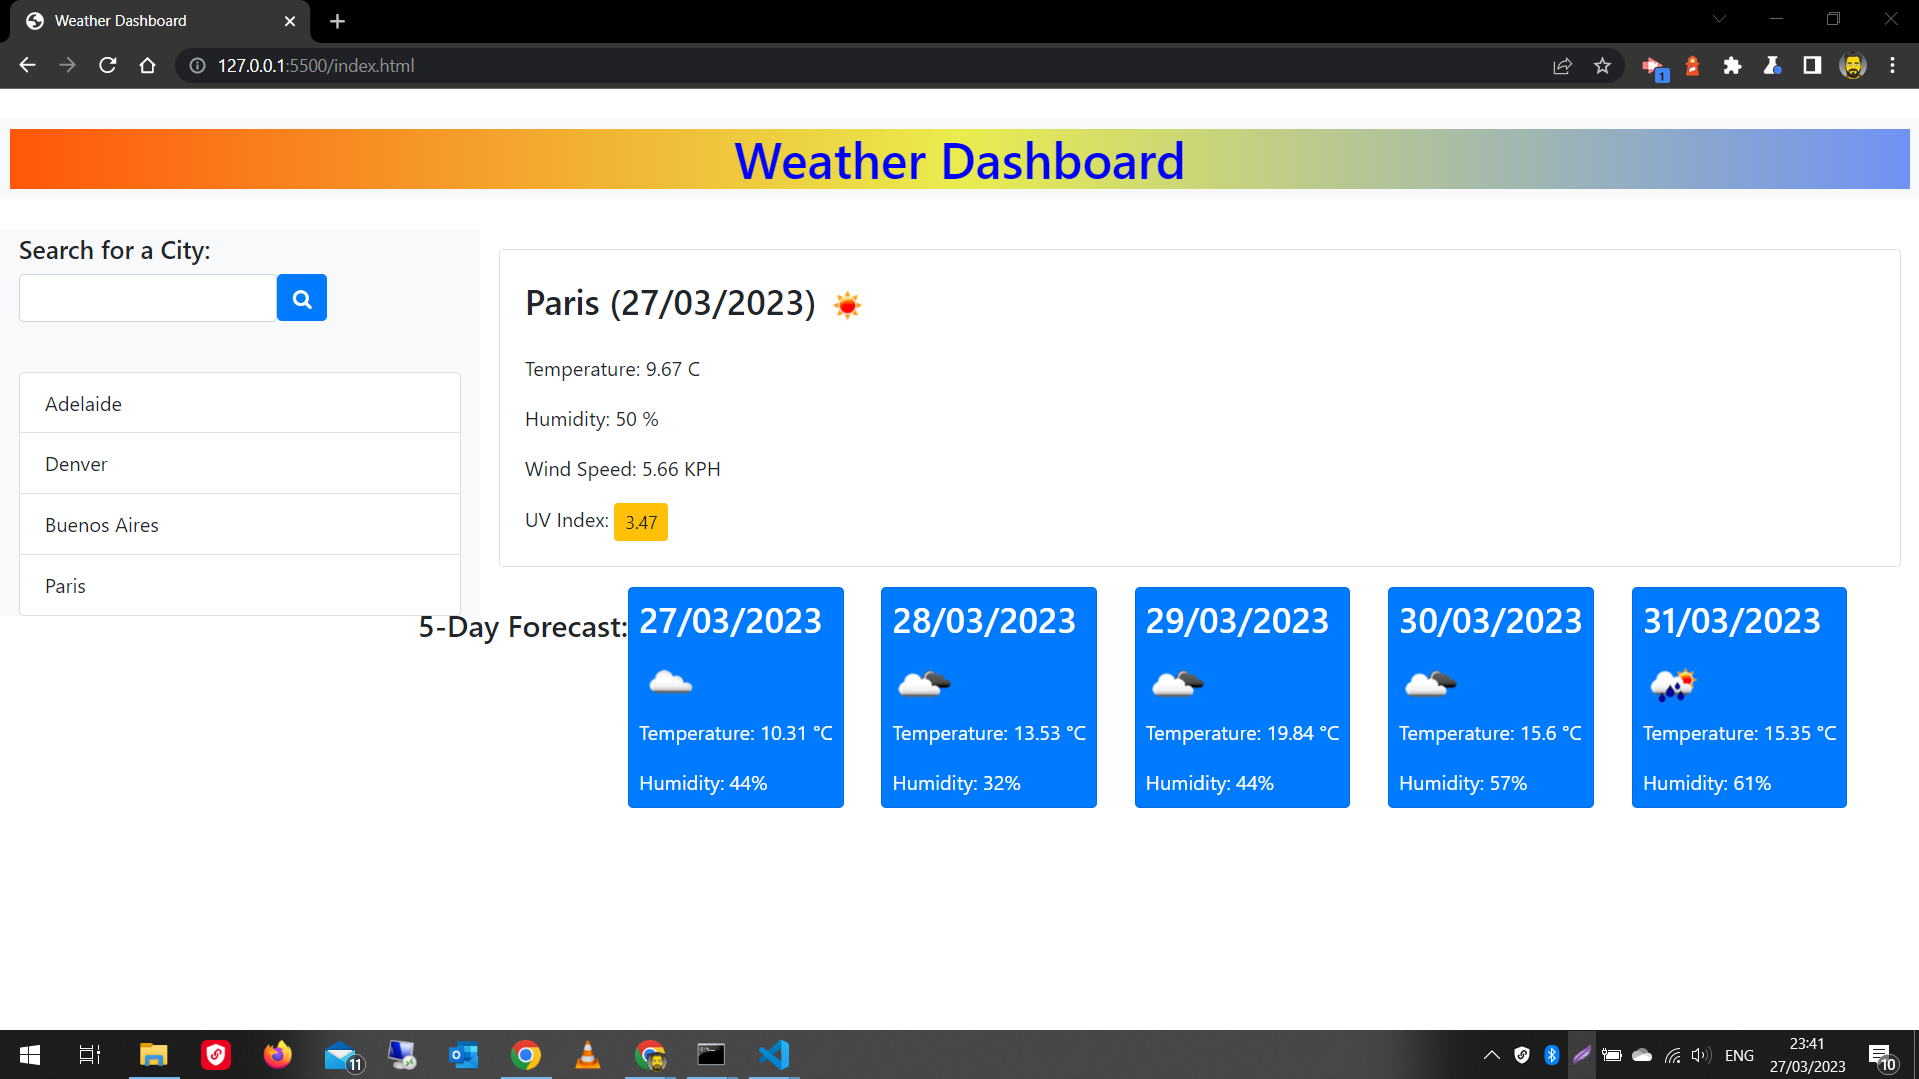 Weather Dashboard
127.0.0.1:5500/index.html
1
Weather Dashboard
Search for a City:
Adelaide
Denver
Buenos Aires
Paris
Paris (27/03/2023)
Temperature: 9.67 C
Humidity: 50 %
Wind Speed: 5.66 KPH
UV Index: 3.47
5-Day Forecast:
27/03/2023
Temperature: 10.31 °C
Humidity: 44%
28/03/2023
Temperature: 13.53 °C
Humidity: 32%
29/03/2023
Temperature: 19.84 °C
Humidity: 44%
30/03/2023
Temperature: 15.6 °C
Humidity: 57%
31/03/2023
Temperature: 15.35 °C
Humidity: 61%
11
ENG
23:41
27/03/2023
10